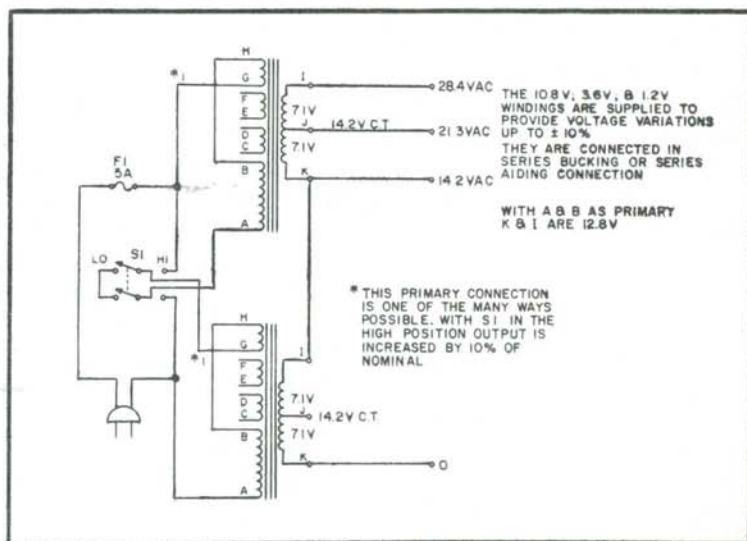 H
*1
G
F
E
D
C
B
A
I
7.1V
J
14.2V C.T.
7.1V
K
28.4VAC
21.3VAC
14.2VAC
THE 10.8V, 3.6V, & 1.2V
WINDINGS ARE SUPPLIED TO
PROVIDE VOLTAGE VARIATIONS
UP TO ± 10%
THEY ARE CONNECTED IN
SERIES BUCKING OR SERIES
AIDING CONNECTION
WITH A & B AS PRIMARY
K & I ARE 12.8V
F1
5A
LO
S1
HI
* THIS PRIMARY CONNECTION
IS ONE OF THE MANY WAYS
POSSIBLE. WITH S1 IN THE
HIGH POSITION OUTPUT IS
INCREASED BY 10% OF
NOMINAL
H
*1
G
F
E
D
C
B
A
I
7.1V
J
14.2V C.T.
7.1V
K
0